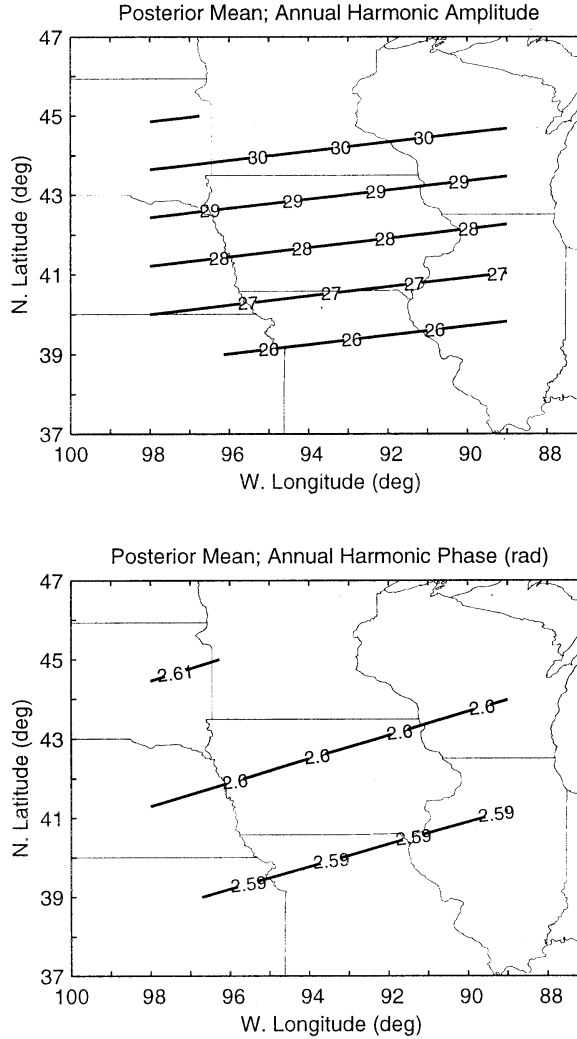 Posterior Mean; Annual Harmonic Amplitude
47
45
43
41
39
37
N. Latitude (deg)
30 30 30
29 29 29 29
28 28 28 28
27 27 27 27
26 26 26
100 98 96 94 92 90 88
W. Longitude (deg)
Posterior Mean; Annual Harmonic Phase (rad)
47
45
43
41
39
37
N. Latitude (deg)
2.61
2.6 2.6 2.6 2.6
2.59 2.59 2.59 2.59
100 98 96 94 92 90 88
W. Longitude (deg)